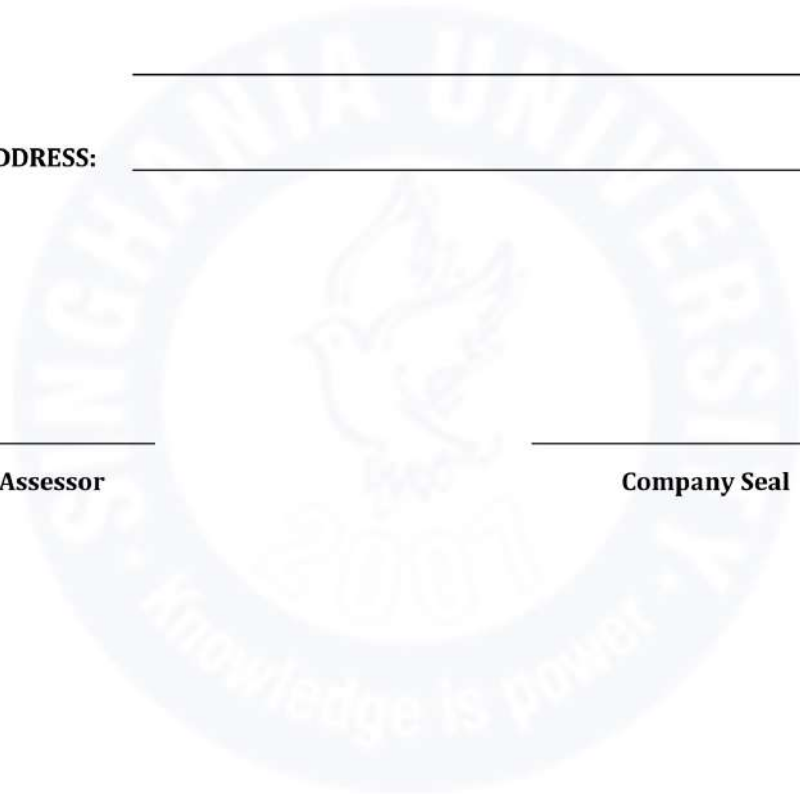 DDRESS:
Assessor
Company Seal
SINGHANIA UNIVERSITY
2007
Knowledge is power